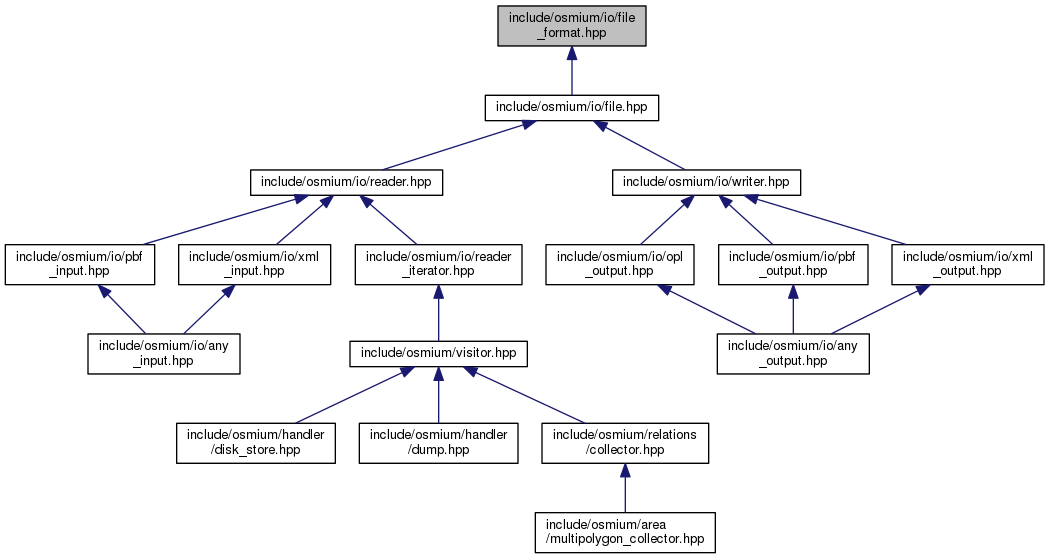 include/osmium/io/file
_format.hpp
include/osmium/io/file.hpp
include/osmium/io/reader.hpp
include/osmium/io/writer.hpp
include/osmium/io/pbf
_input.hpp
include/osmium/io/xml
_input.hpp
include/osmium/io/reader
_iterator.hpp
include/osmium/io/opl
_output.hpp
include/osmium/io/pbf
_output.hpp
include/osmium/io/xml
_output.hpp
include/osmium/io/any
_input.hpp
include/osmium/visitor.hpp
include/osmium/io/any
_output.hpp
include/osmium/handler
/disk_store.hpp
include/osmium/handler
/dump.hpp
include/osmium/relations
/collector.hpp
include/osmium/area
/multipolygon_collector.hpp